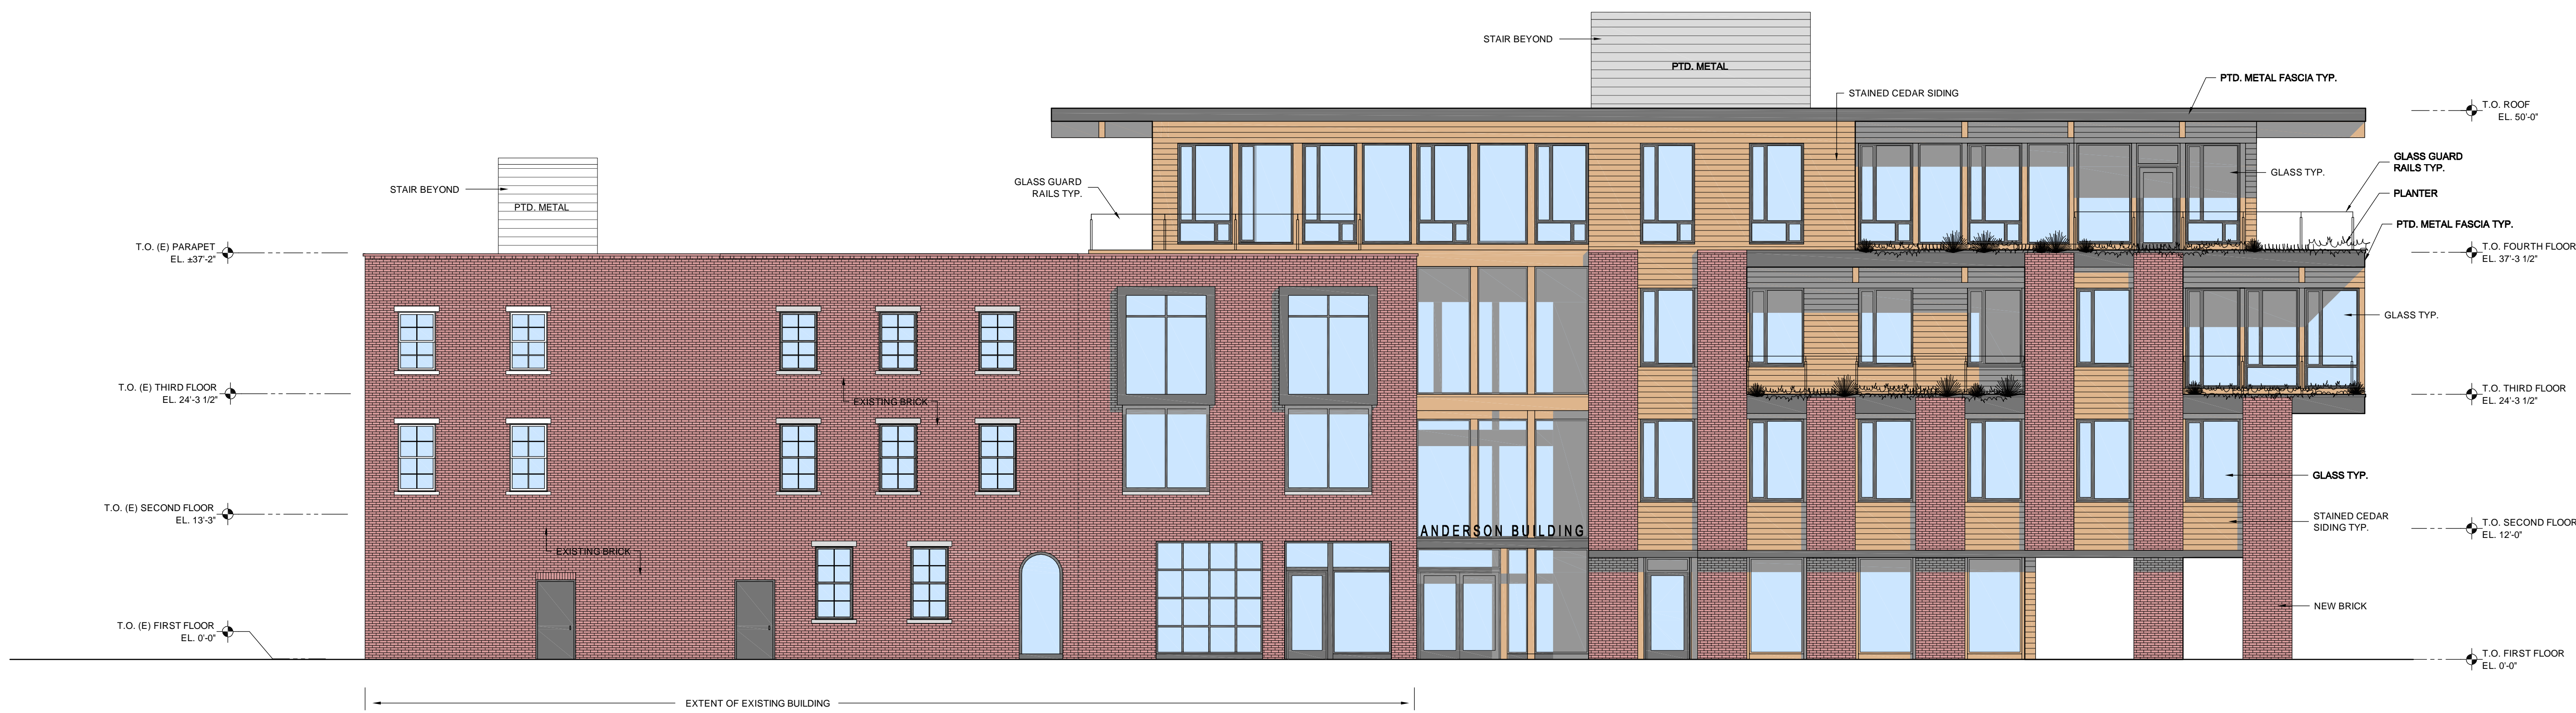 STAIR BEYOND
PTD. METAL
PTD. METAL FASCIA TYP.
STAINED CEDAR SIDING
T.O. ROOF
EL. 50'-0"
GLASS GUARD
RAILS TYP.
GLASS TYP.
PLANTER
STAIR BEYOND
PTD. METAL
GLASS GUARD
RAILS TYP.
PTD. METAL FASCIA TYP.
T.O. (E) PARAPET
EL. ±37'-2"
T.O. FOURTH FLOOR
EL. 37'-3 1/2"
GLASS TYP.
T.O. (E) THIRD FLOOR
EL. 24'-3 1/2"
EXISTING BRICK
T.O. THIRD FLOOR
EL. 24'-3 1/2"
GLASS TYP.
T.O. (E) SECOND FLOOR
EL. 13'-3"
ANDERSON BUILDING
STAINED CEDAR
SIDING TYP.
T.O. SECOND FLOOR
EL. 12'-0"
EXISTING BRICK
NEW BRICK
T.O. (E) FIRST FLOOR
EL. 0'-0"
T.O. FIRST FLOOR
EL. 0'-0"
EXTENT OF EXISTING BUILDING